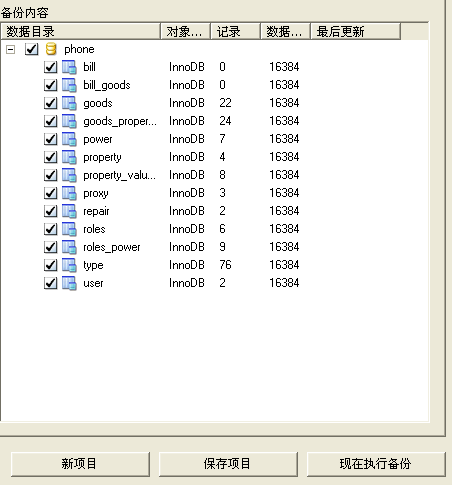 备份内容
数据目录 对象... 记录 数据... 最后更新
phone
bill InnoDB 0 16384
bill_goods InnoDB 0 16384
goods InnoDB 22 16384
goods_proper... InnoDB 24 16384
power InnoDB 7 16384
property InnoDB 4 16384
property_valu... InnoDB 8 16384
proxy InnoDB 3 16384
repair InnoDB 2 16384
roles InnoDB 6 16384
roles_power InnoDB 9 16384
type InnoDB 76 16384
user InnoDB 2 16384
新项目 保存项目 现在执行备份